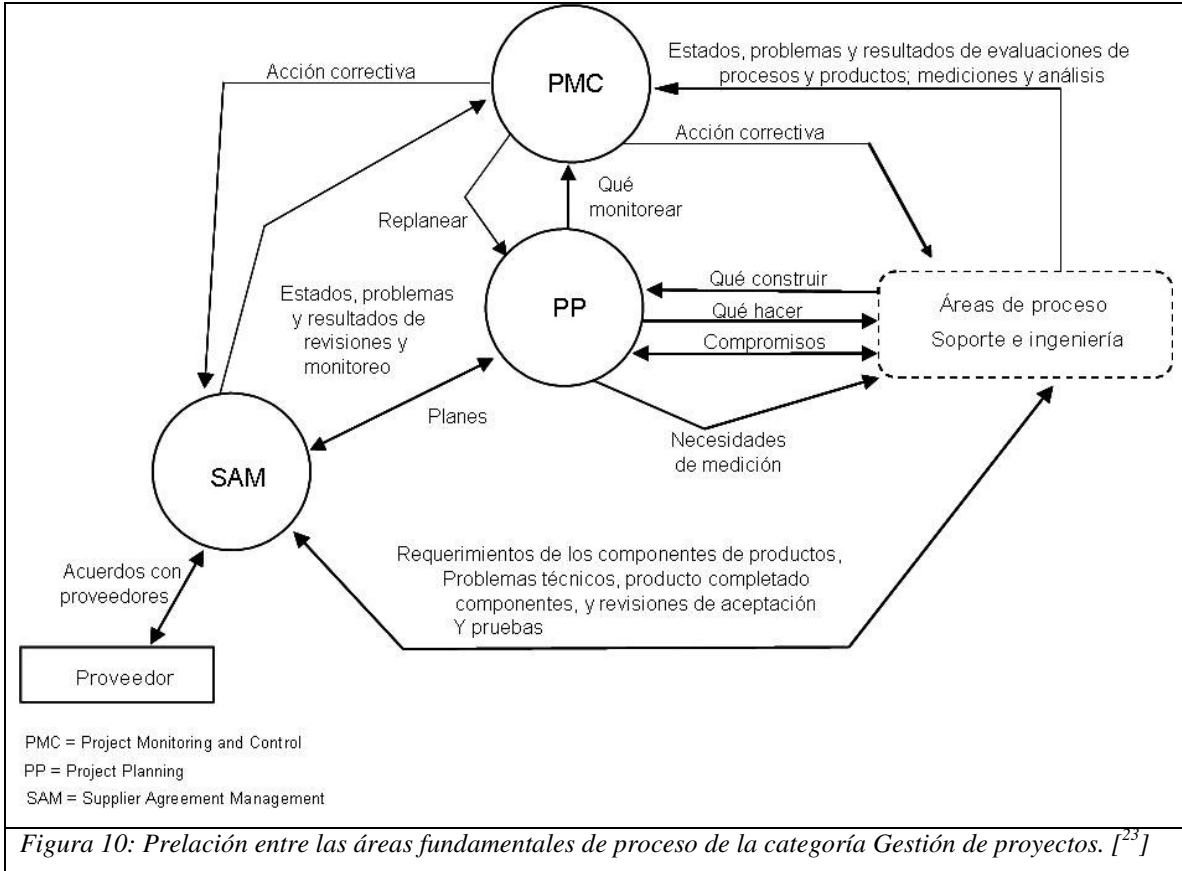 Estados, problemas y resultados de evaluaciones de
procesos y productos; mediciones y análisis
Acción correctiva
PMC
Acción correctiva
Qué
monitorear
Replanear
Estados, problemas
y resultados de
revisiones y
monitoreo
PP
Qué construir
Qué hacer
Compromisos
Áreas de proceso
Soporte e ingeniería
Planes
Necesidades
de medición
SAM
Requerimientos de los componentes de productos,
Problemas técnicos, producto completado
componentes, y revisiones de aceptación
Y pruebas
Acuerdos con
proveedores
Proveedor
PMC = Project Monitoring and Control
PP = Project Planning
SAM = Supplier Agreement Management
Figura 10: Prelación entre las áreas fundamentales de proceso de la categoría Gestión de proyectos. [23]